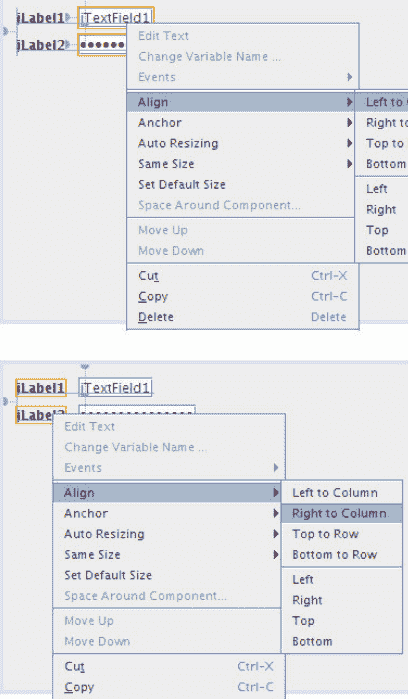 jLabel1 jTextField1
jLabel2
Edit Text
Change Variable Name ...
Events
Align Left to
Anchor Right to
Auto Resizing Top to
Same Size Bottom
Set Default Size
Space Around Component... Left
Right
Move Up Top
Move Down Bottom
Cut Ctrl-X
Copy Ctrl-C
Delete Delete
jLabel1 jTextField1
Edit Text
Change Variable Name ...
Events
Align Left to Column
Anchor Right to Column
Auto Resizing Top to Row
Same Size Bottom to Row
Set Default Size Left
Space Around Component... Right
Move Up Top
Move Down Bottom
Cut Ctrl-X
Copy Ctrl-C